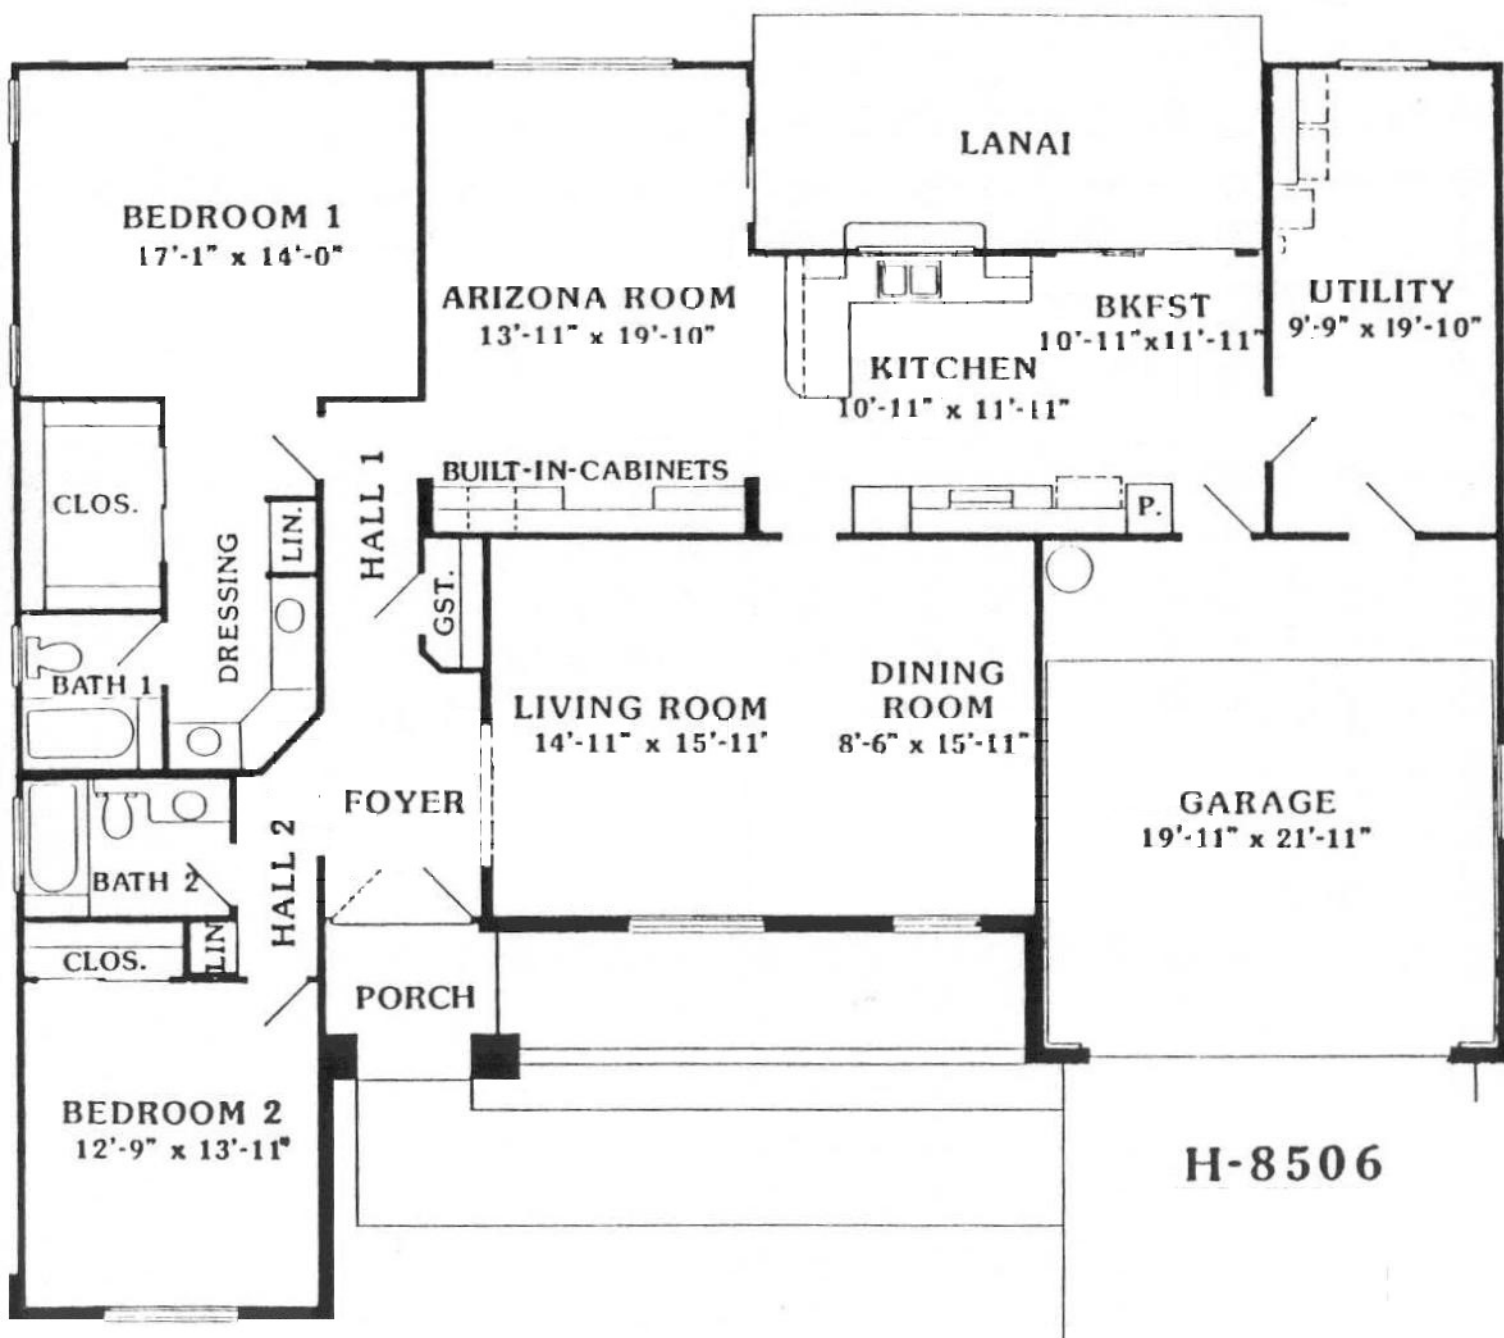 LANAI
BEDROOM 1
17'-1" x 14'-0"
ARIZONA ROOM
13'-11" x 19'-10"
BKFST
10'-11"x11'-11"
UTILITY
9'-9" x 19'-10"
KITCHEN
10'-11" x 11'-11"
BUILT-IN-CABINETS
CLOS.
LIN.
HALL 1
P.
DRESSING
GST.
BATH 1
LIVING ROOM
14'-11" x 15'-11'
DINING
ROOM
8'-6" x 15'-11"
FOYER
GARAGE
19'-11" x 21'-11"
BATH 2
HALL 2
CLOS.
LIN
PORCH
BEDROOM 2
12'-9" x 13'-11"
H-8506